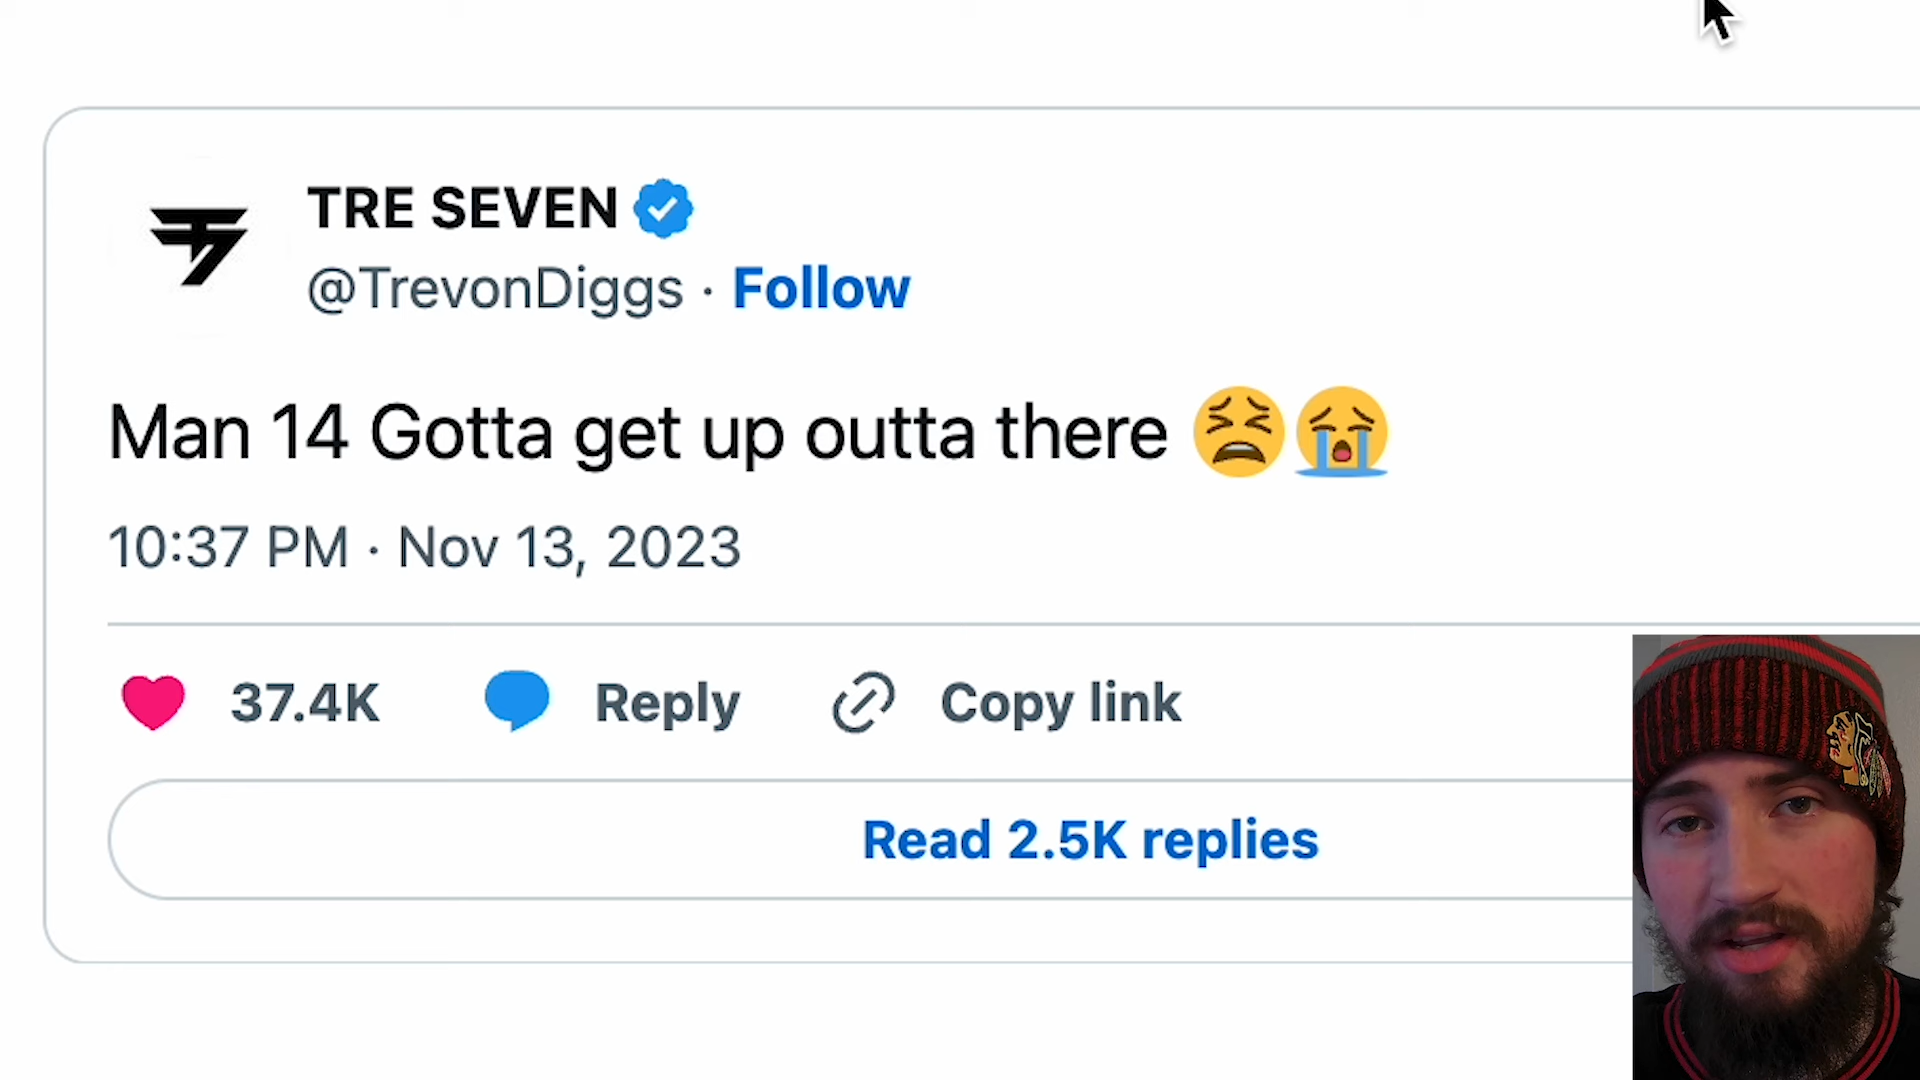 TRE SEVEN
@TrevonDiggs · Follow
Man 14 Gotta get up outta there 😫😭
10:37 PM · Nov 13, 2023
37.4K Reply Copy link
Read 2.5K replies